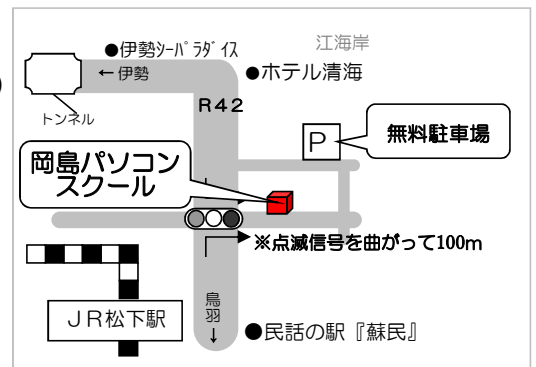 ●伊勢シーパラダイス
江海岸
←伊勢
●ホテル清海
R42
トンネル
P
無料駐車場
岡島パソコン
スクール
※点滅信号を曲がって100m
鳥羽
↓
JR松下駅
●民話の駅『蘇民』